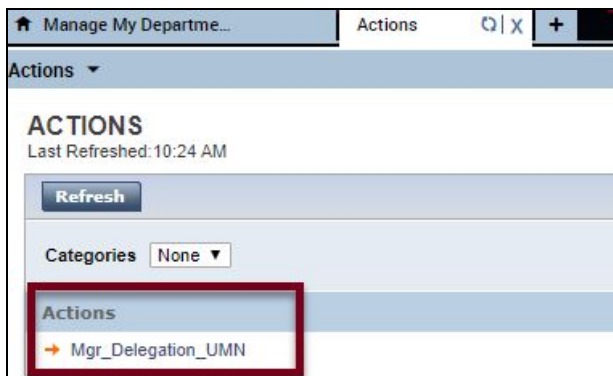 Manage My Departme... Actions X +
Actions
ACTIONS
Last Refreshed:10:24 AM
Refresh
Categories None
Actions
Mgr_Delegation_UMN